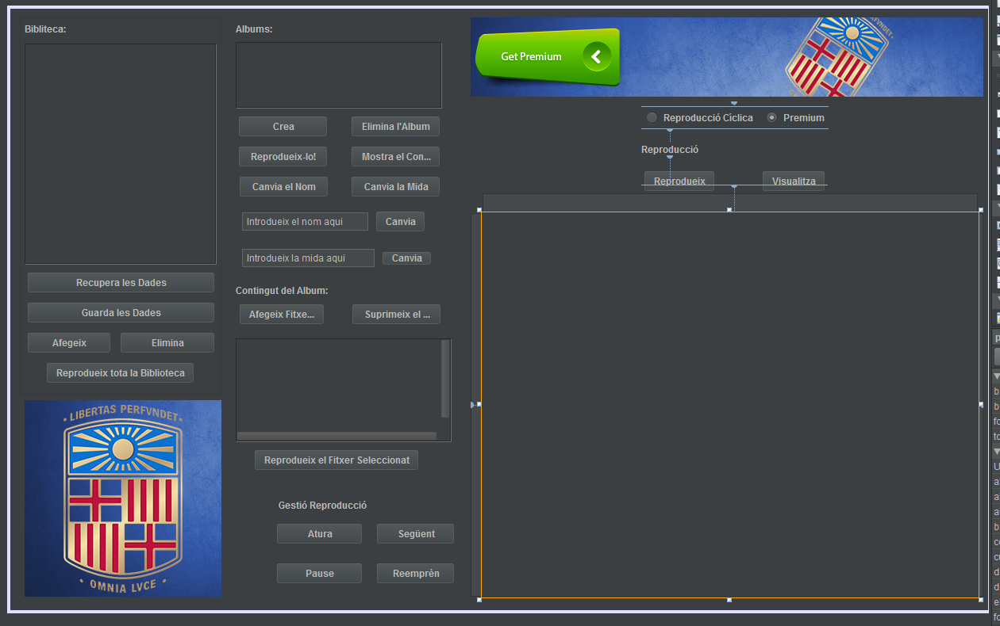 Bibliteca:
Recupera les Dades
Guarda les Dades
Afegeix
Elimina
Reprodueix tota la Biblioteca
LIBERTAS PERFVNDET
OMNIA LVCE
Albums:
Crea
Elimina l'Album
Reprodueix-lo!
Mostra el Con...
Canvia el Nom
Canvia la Mida
Introdueix el nom aqui
Canvia
Introdueix la mida aqui
Canvia
Contingut del Album:
Afegeix Fitxe...
Suprimeix el ...
Reprodueix el Fitxer Seleccionat
Gestió Reproducció
Atura
Següent
Pause
Reemprèn
Get Premium
PERFVNDET
Reproducció Cíclica
Premium
Reproducció
Reprodueix
Visualitza